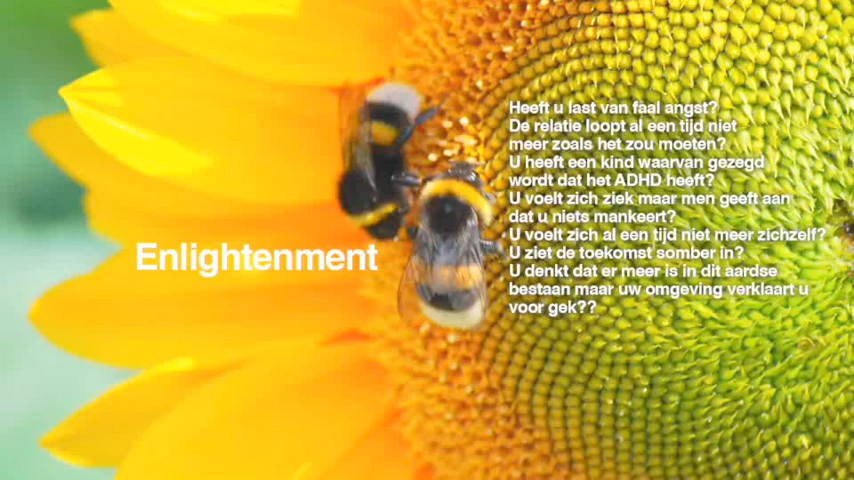 Enlightenment
Heeft u last van faal angst?
De relatie loopt al een tijd niet
meer zoals het zou moeten?
U heeft een kind waarvan gezegd
wordt dat het ADHD heeft?
U voelt zich ziek maar men geeft aan
dat u niets mankeert?
U voelt zich al een tijd niet meer zichzelf?
U ziet de toekomst somber in?
U denkt dat er meer is in dit aardse
bestaan maar uw omgeving verklaart u
voor gek??